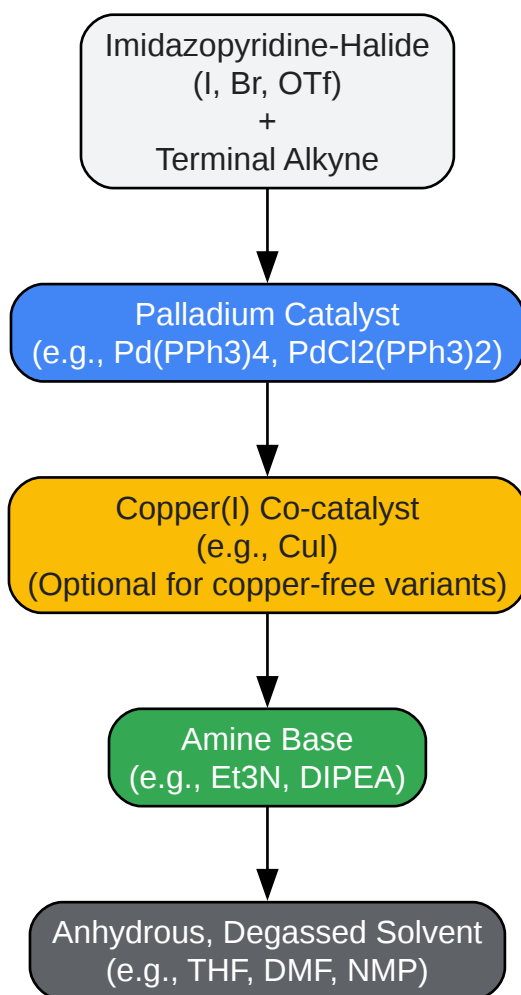 Imidazopyridine-Halide
(I, Br, OTf)
+
Terminal Alkyne
Palladium Catalyst
(e.g., Pd(PPh3)4, PdCl2(PPh3)2)
Copper(I) Co-catalyst
(e.g., CuI)
(Optional for copper-free variants)
Amine Base
(e.g., Et3N, DIPEA)
Anhydrous, Degassed Solvent
(e.g., THF, DMF, NMP)